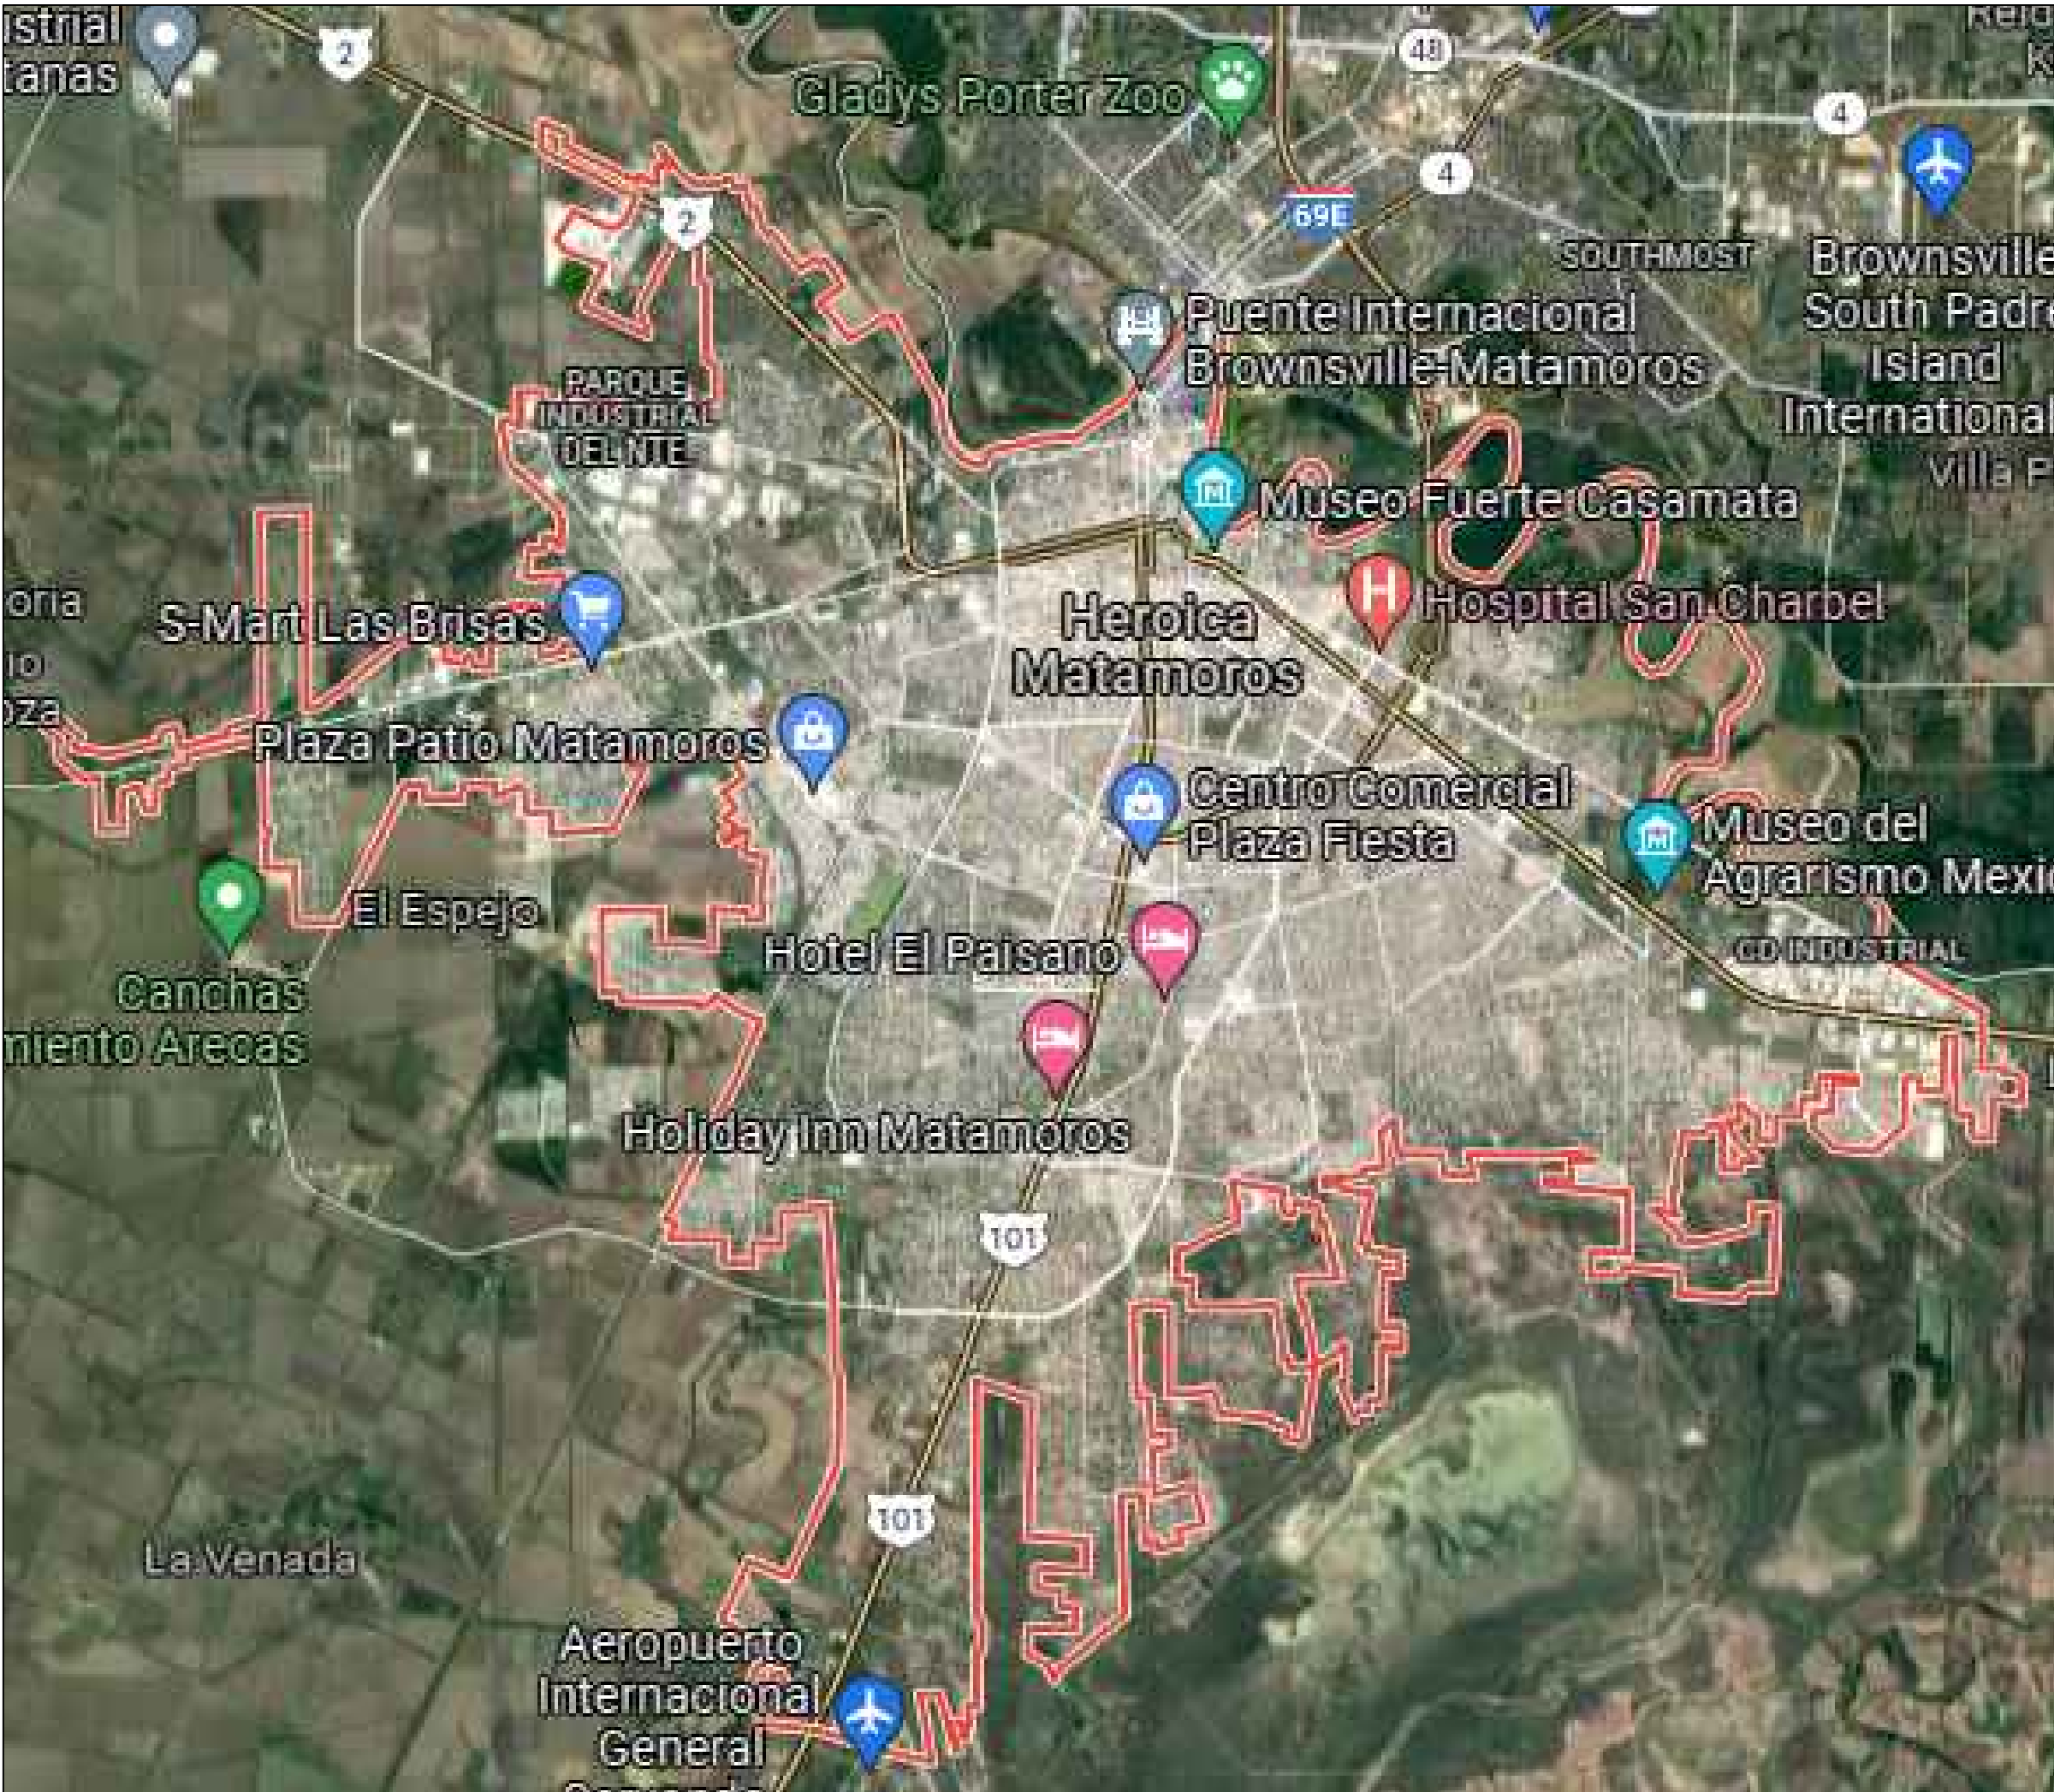 istrial
tanas
2
Gladys Porter Zoo
48
4
4
2
69E
SOUTHMOST
Brownsville
South Padre
Island
International
Puente Internacional
Brownsville-Matamoros
PARQUE
INDUSTRIAL
DEL NTE
Villa P
Museo Fuerte Casamata
oria
S-Mart Las Brisas
Heroica
Matamoros
Hospital San Charbel
oza
Plaza Patio Matamoros
Centro Comercial
Plaza Fiesta
Museo del
Agrarismo Mexic
El Espejo
Hotel El Paisano
CD INDUSTRIAL
Canchas
miento Arecas
Holiday Inn Matamoros
101
101
La Venada
Aeropuerto
Internacional
General